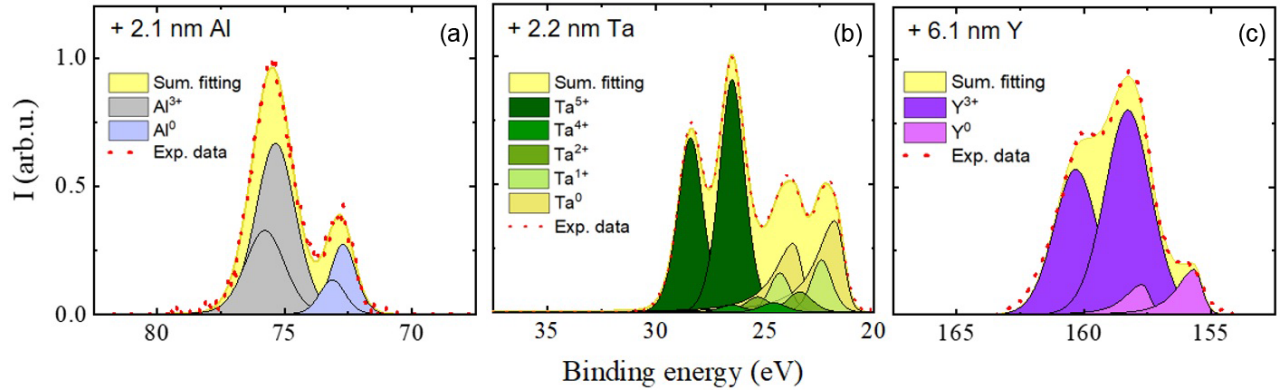 + 2.1 nm Al
(a)
1.0
0.5
0.0
I (arb.u.)
Sum. fitting
Al³⁺
Al⁰
Exp. data
80
75
70
+ 2.2 nm Ta
(b)
Sum. fitting
Ta⁵⁺
Ta⁴⁺
Ta²⁺
Ta¹⁺
Ta⁰
Exp. data
35
30
25
20
+ 6.1 nm Y
(c)
Sum. fitting
Y³⁺
Y⁰
Exp. data
165
160
155
Binding energy (eV)